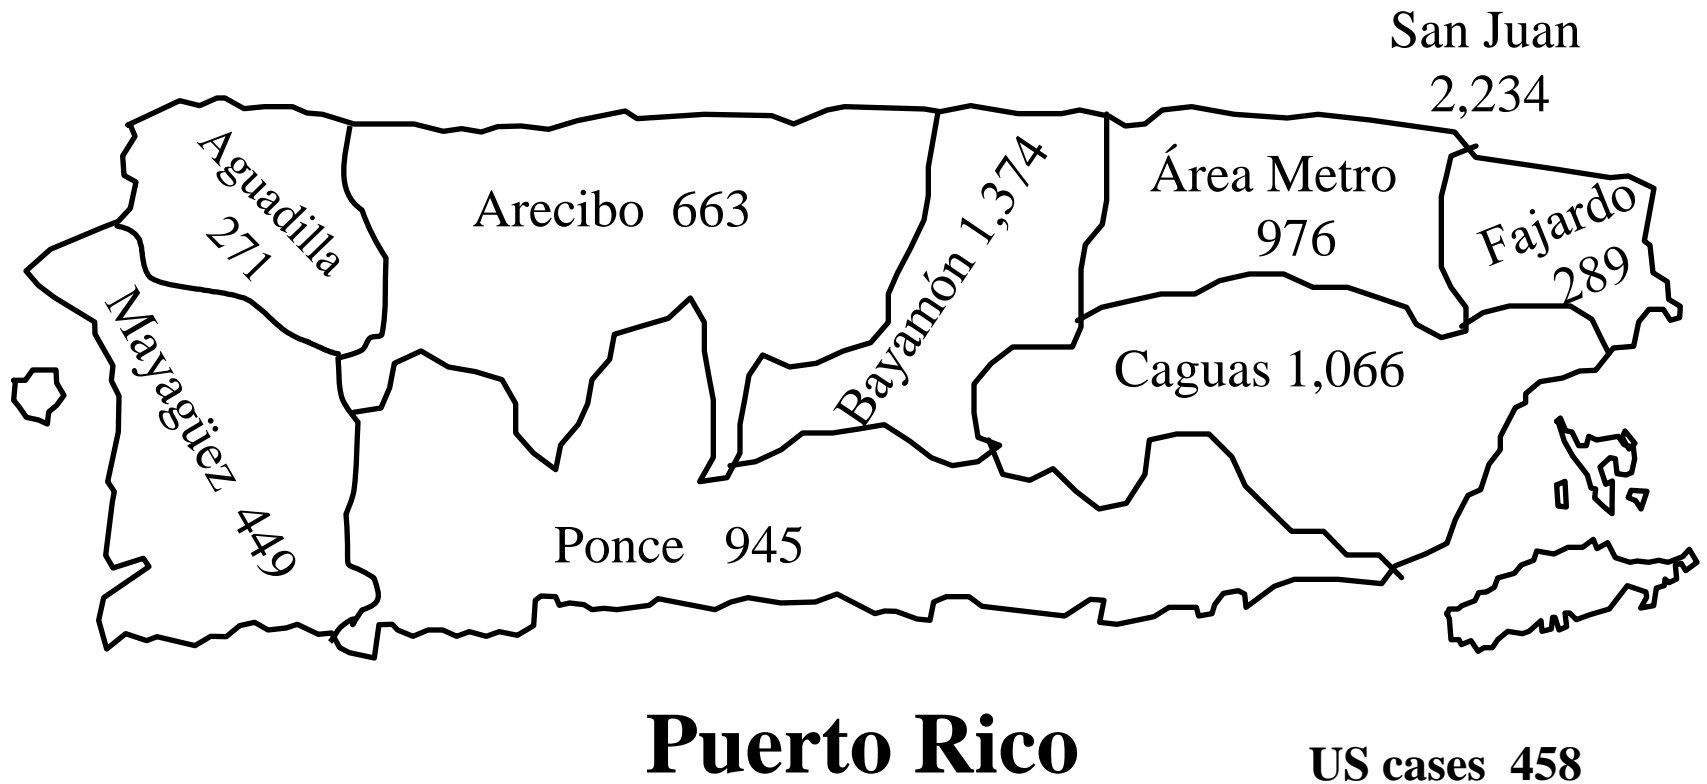 San Juan
2,234
Aguadilla
271
Arecibo 663
Bayamón 1,374
Área Metro
976
Fajardo
289
Mayagüez 449
Caguas 1,066
Ponce 945
Puerto Rico
US cases 458